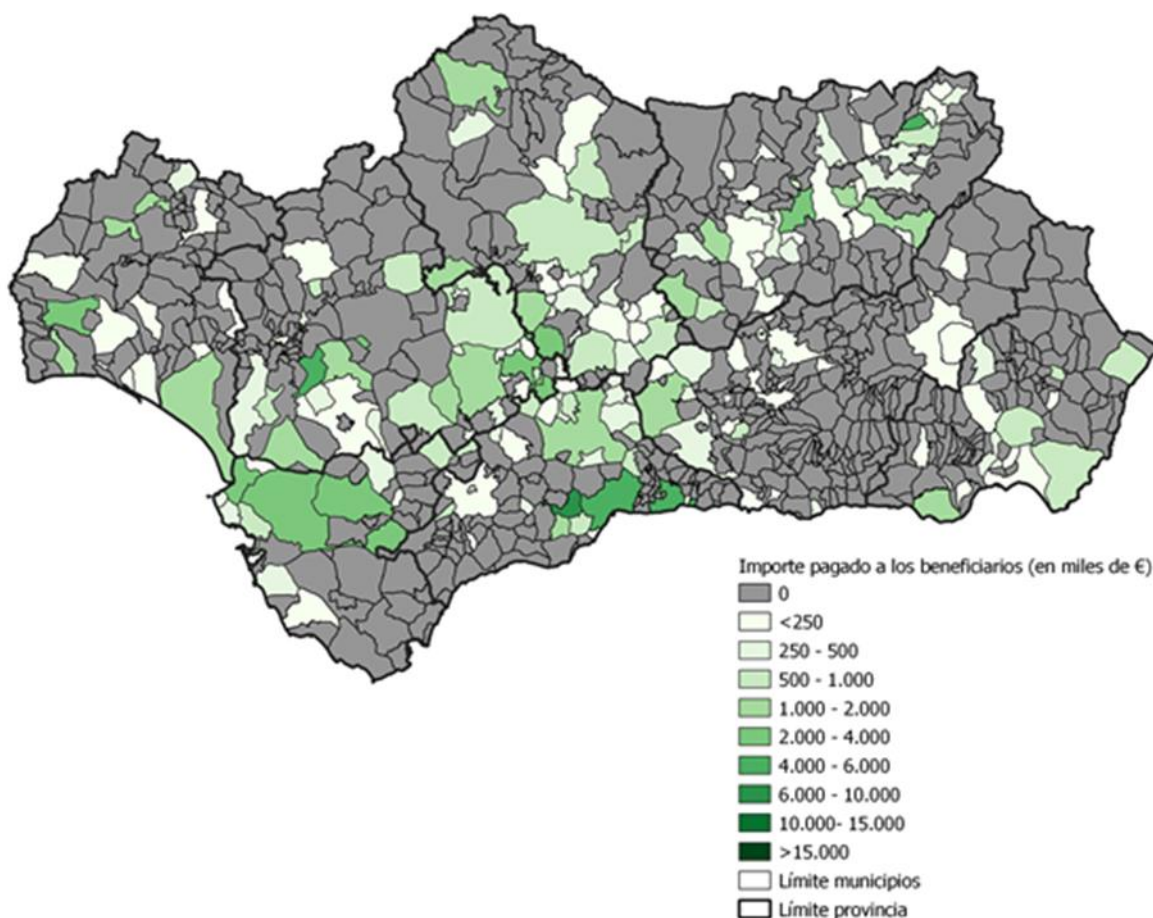 Importe pagado a los beneficiarios (en miles de €)
0
<250
250 - 500
500 - 1.000
1.000 - 2.000
2.000 - 4.000
4.000 - 6.000
6.000 - 10.000
10.000- 15.000
>15.000
Límite municipios
Límite provincia